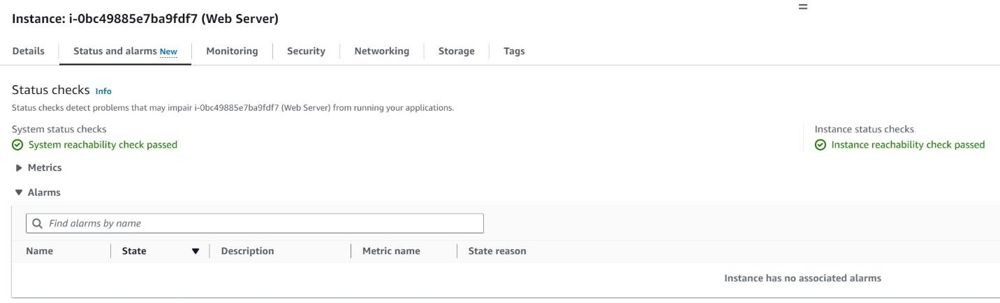 Instance: i-0bc49885e7ba9fdf7 (Web Server)
Details Status and alarms New Monitoring Security Networking Storage Tags
Status checks Info
Status checks detect problems that may impair i-0bc49885e7ba9fdf7 (Web Server) from running your applications.
System status checks Instance status checks
System reachability check passed Instance reachability check passed
Metrics
Alarms
Find alarms by name
Name State Description Metric name State reason
Instance has no associated alarms